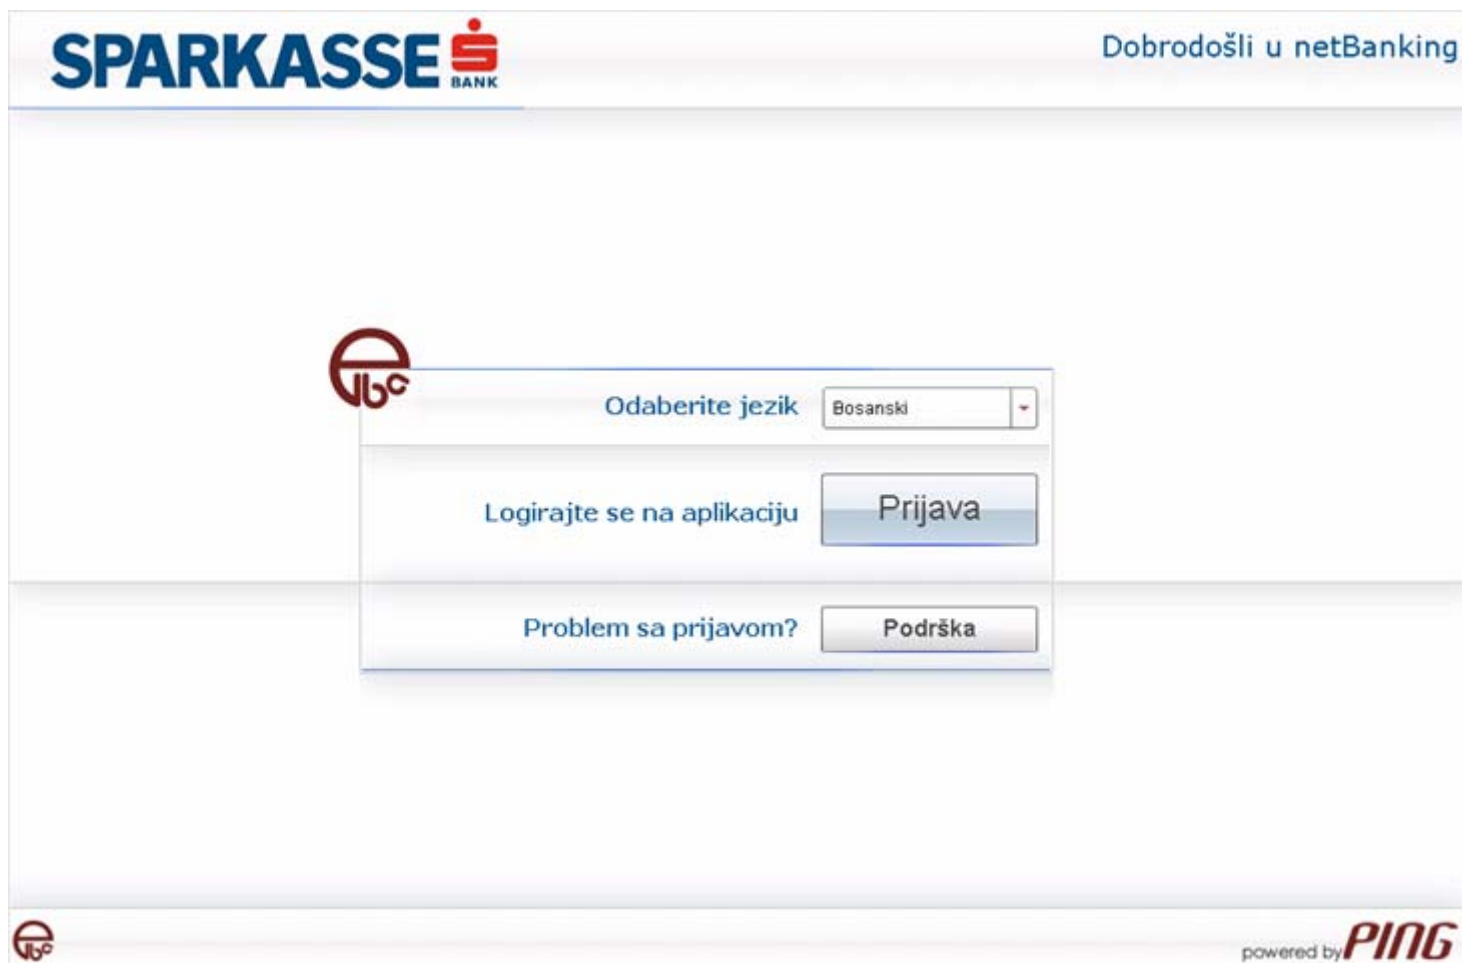 SPARKASSE
BANK
Dobrodošli u netBanking
Odaberite jezik Bosanski
Logirajte se na aplikaciju Prijava
Problem sa prijavom? Podrška
powered by PING